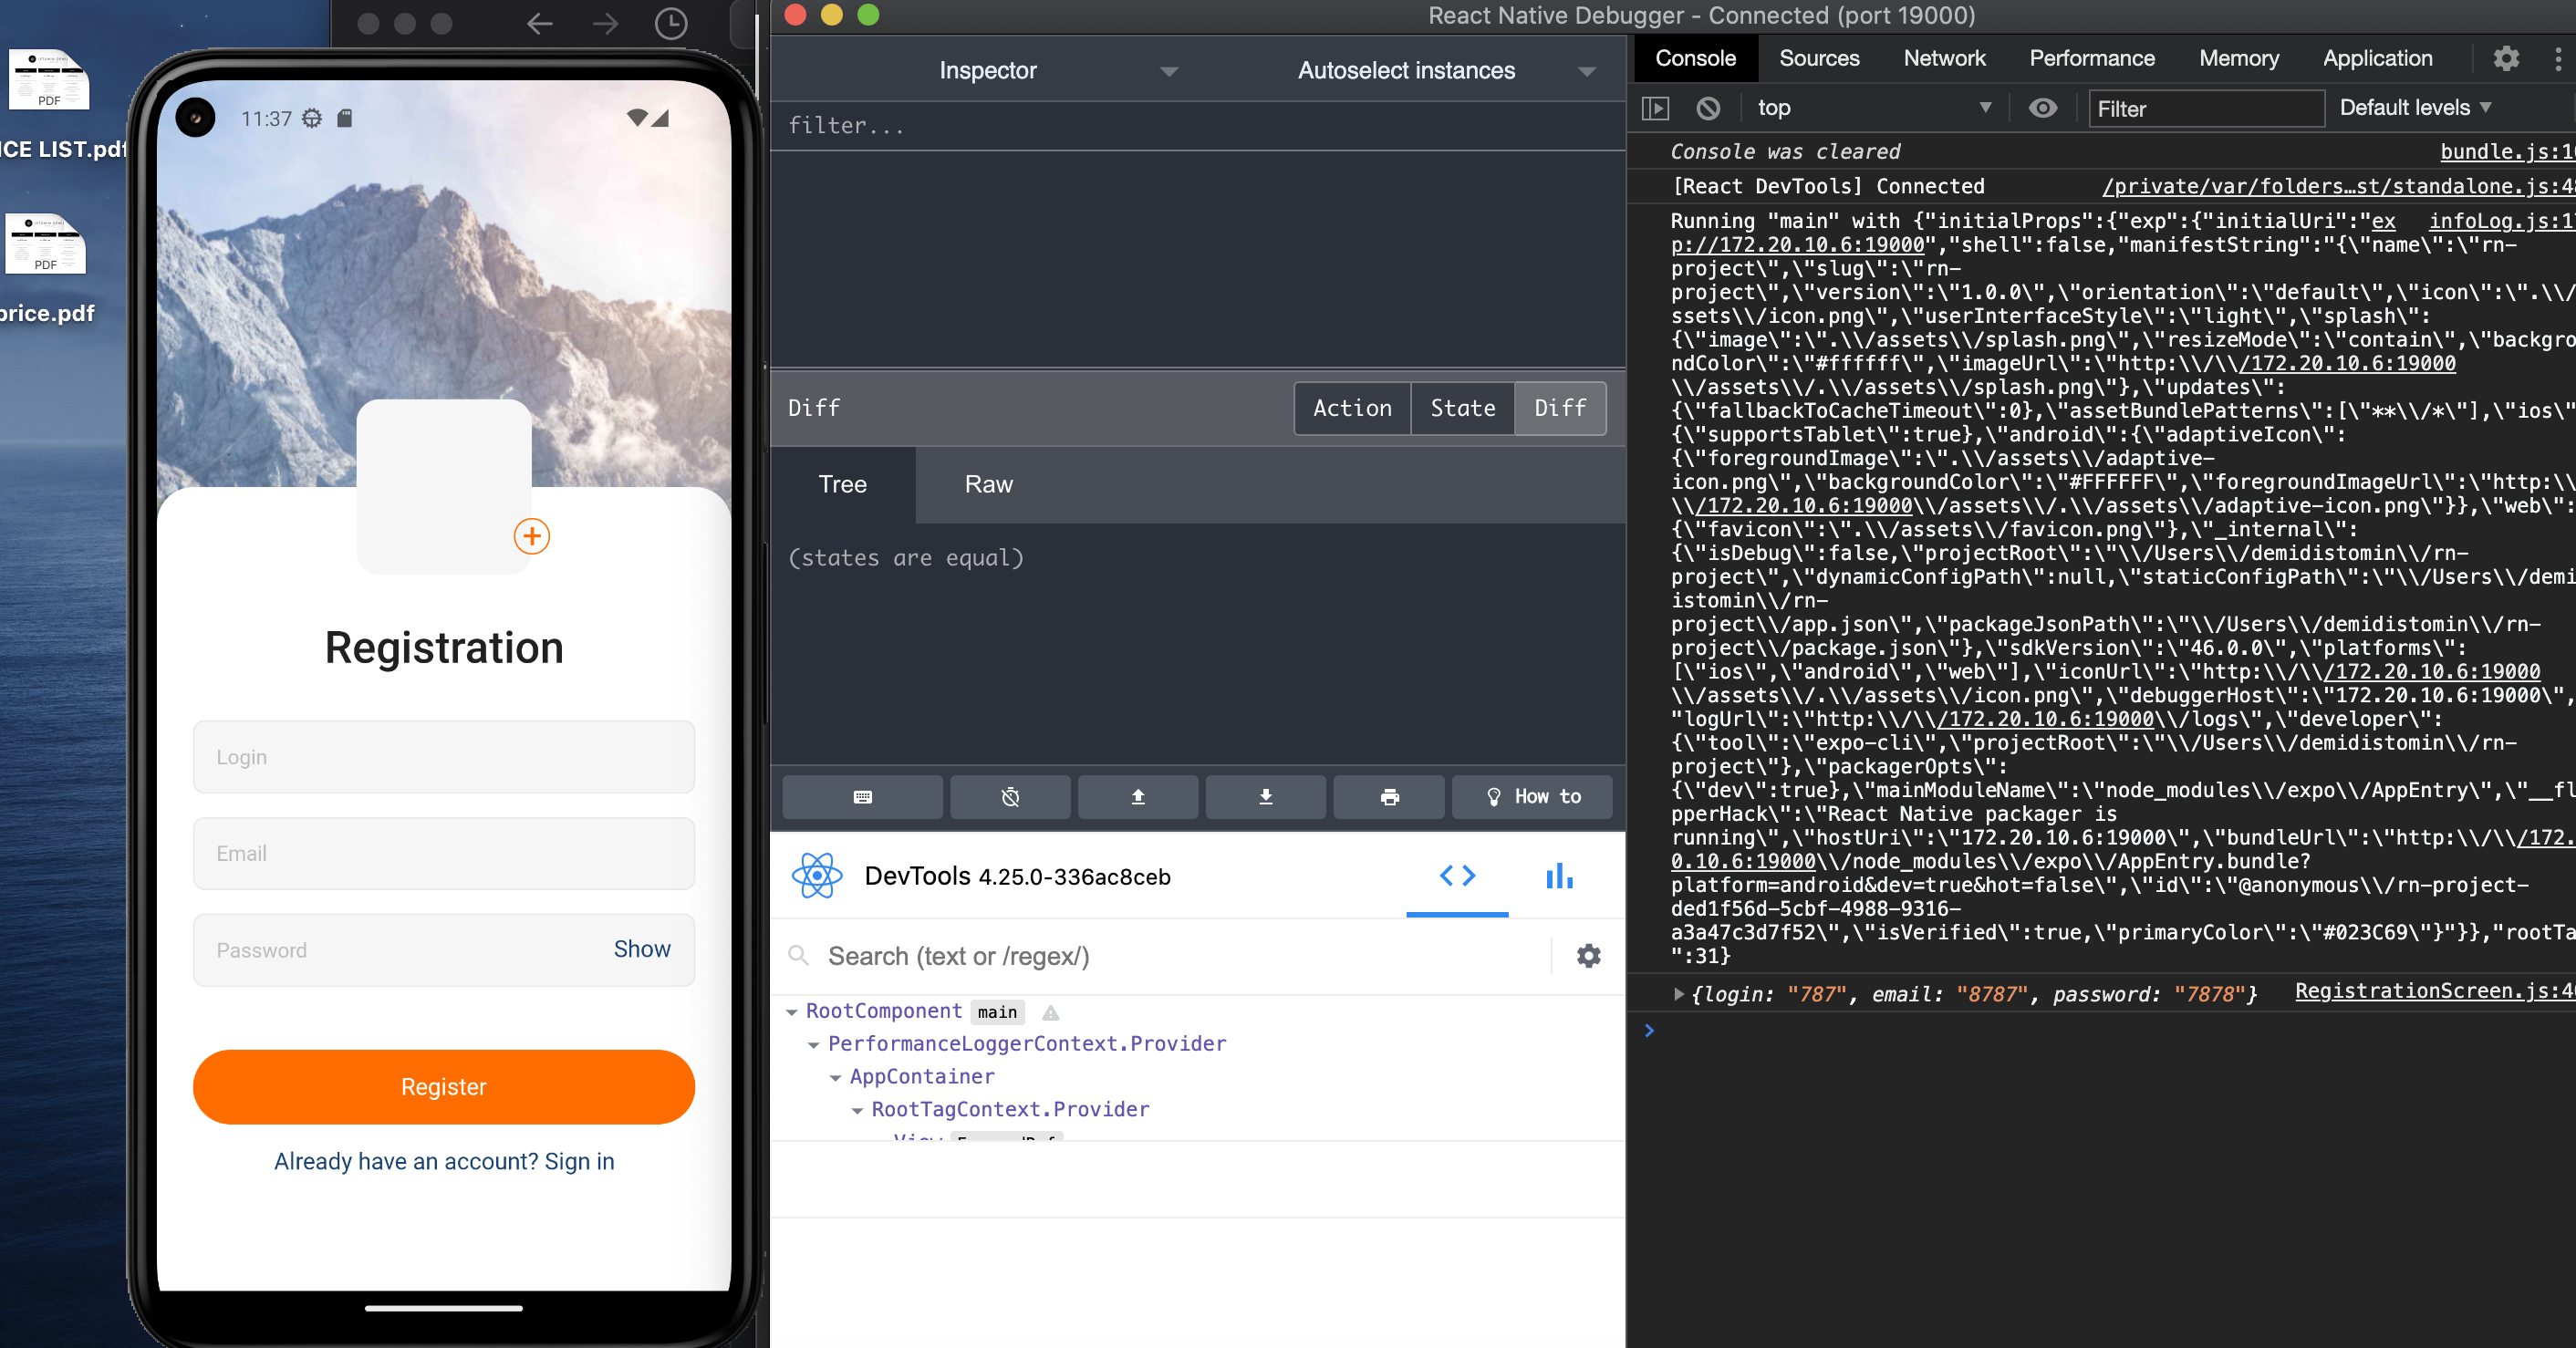 PDF
ICE LIST.pdf
PDF
price.pdf
11:37
Registration
Login
Email
Password
Show
Register
Already have an account? Sign in
React Native Debugger - Connected (port 19000)
Inspector
Autoselect instances
filter...
Diff
Action
State
Diff
Tree
Raw
(states are equal)
How to
DevTools 4.25.0-336ac8ceb
Search (text or /regex/)
RootComponent main
PerformanceLoggerContext.Provider
AppContainer
RootTagContext.Provider
View
Console
Sources
Network
Performance
Memory
Application
top
Filter
Default levels
Console was cleared bundle.js:1
[React DevTools] Connected /private/var/folders…st/standalone.js:4
Running "main" with {"initialProps":{"exp":{"initialUri":"ex infoLog.js:1
p://172.20.10.6:19000","shell":false,"manifestString":"{\"name\":\"rn-
project\",\"slug\":\"rn-
project\",\"version\":\"1.0.0\",\"orientation\":\"default\",\"icon\":\".\\/
ssets\\/icon.png\",\"userInterfaceStyle\":\"light\",\"splash\":
{\"image\":\".\\/assets\\/splash.png\",\"resizeMode\":\"contain\",\"backgro
ndColor\":\"#ffffff\",\"imageUrl\":\"http:\\/\\/172.20.10.6:19000
\\/assets\\/.\\/assets\\/splash.png\"},\"updates\":
{\"fallbackToCacheTimeout\":0},\"assetBundlePatterns\":[\"**\\/*\"],\"ios\"
{\"supportsTablet\":true},\"android\":{\"adaptiveIcon\":
{\"foregroundImage\":\".\\/assets\\/adaptive-
icon.png\",\"backgroundColor\":\"#FFFFFF\",\"foregroundImageUrl\":\"http:\\
\\/172.20.10.6:19000\\/assets\\/.\\/assets\\/adaptive-icon.png\"}},\"web\":
{\"favicon\":\".\\/assets\\/favicon.png\"},\"_internal\":
{\"isDebug\":false,\"projectRoot\":\"\\/Users\\/demidistomin\\/rn-
project\",\"dynamicConfigPath\":null,\"staticConfigPath\":\"\\/Users\\/demi
istomin\\/rn-
project\\/app.json\",\"packageJsonPath\":\"\\/Users\\/demidistomin\\/rn-
project\\/package.json\"},\"sdkVersion\":\"46.0.0\",\"platforms\":
[\"ios\",\"android\",\"web\"],\"iconUrl\":\"http:\\/\\/172.20.10.6:19000
\\/assets\\/.\\/assets\\/icon.png\",\"debuggerHost\":\"172.20.10.6:19000\",
"logUrl\":\"http:\\/\\/172.20.10.6:19000\\/logs\",\"developer\":
{\"tool\":\"expo-cli\",\"projectRoot\":\"\\/Users\\/demidistomin\\/rn-
project\"},\"packagerOpts\":
{\"dev\":true},\"mainModuleName\":\"node_modules\\/expo\\/AppEntry\",\"__fl
pperHack\":\"React Native packager is
running\",\"hostUri\":\"172.20.10.6:19000\",\"bundleUrl\":\"http:\\/\\/172.
0.10.6:19000\\/node_modules\\/expo\\/AppEntry.bundle?
platform=android&dev=true&hot=false\",\"id\":\"@anonymous\\/rn-project-
ded1f56d-5cbf-4988-9316-
a3a47c3d7f52\",\"isVerified\":true,\"primaryColor\":\"#023C69\"}"}},"rootTa
":31}
{login: "787", email: "8787", password: "7878"} RegistrationScreen.js:4